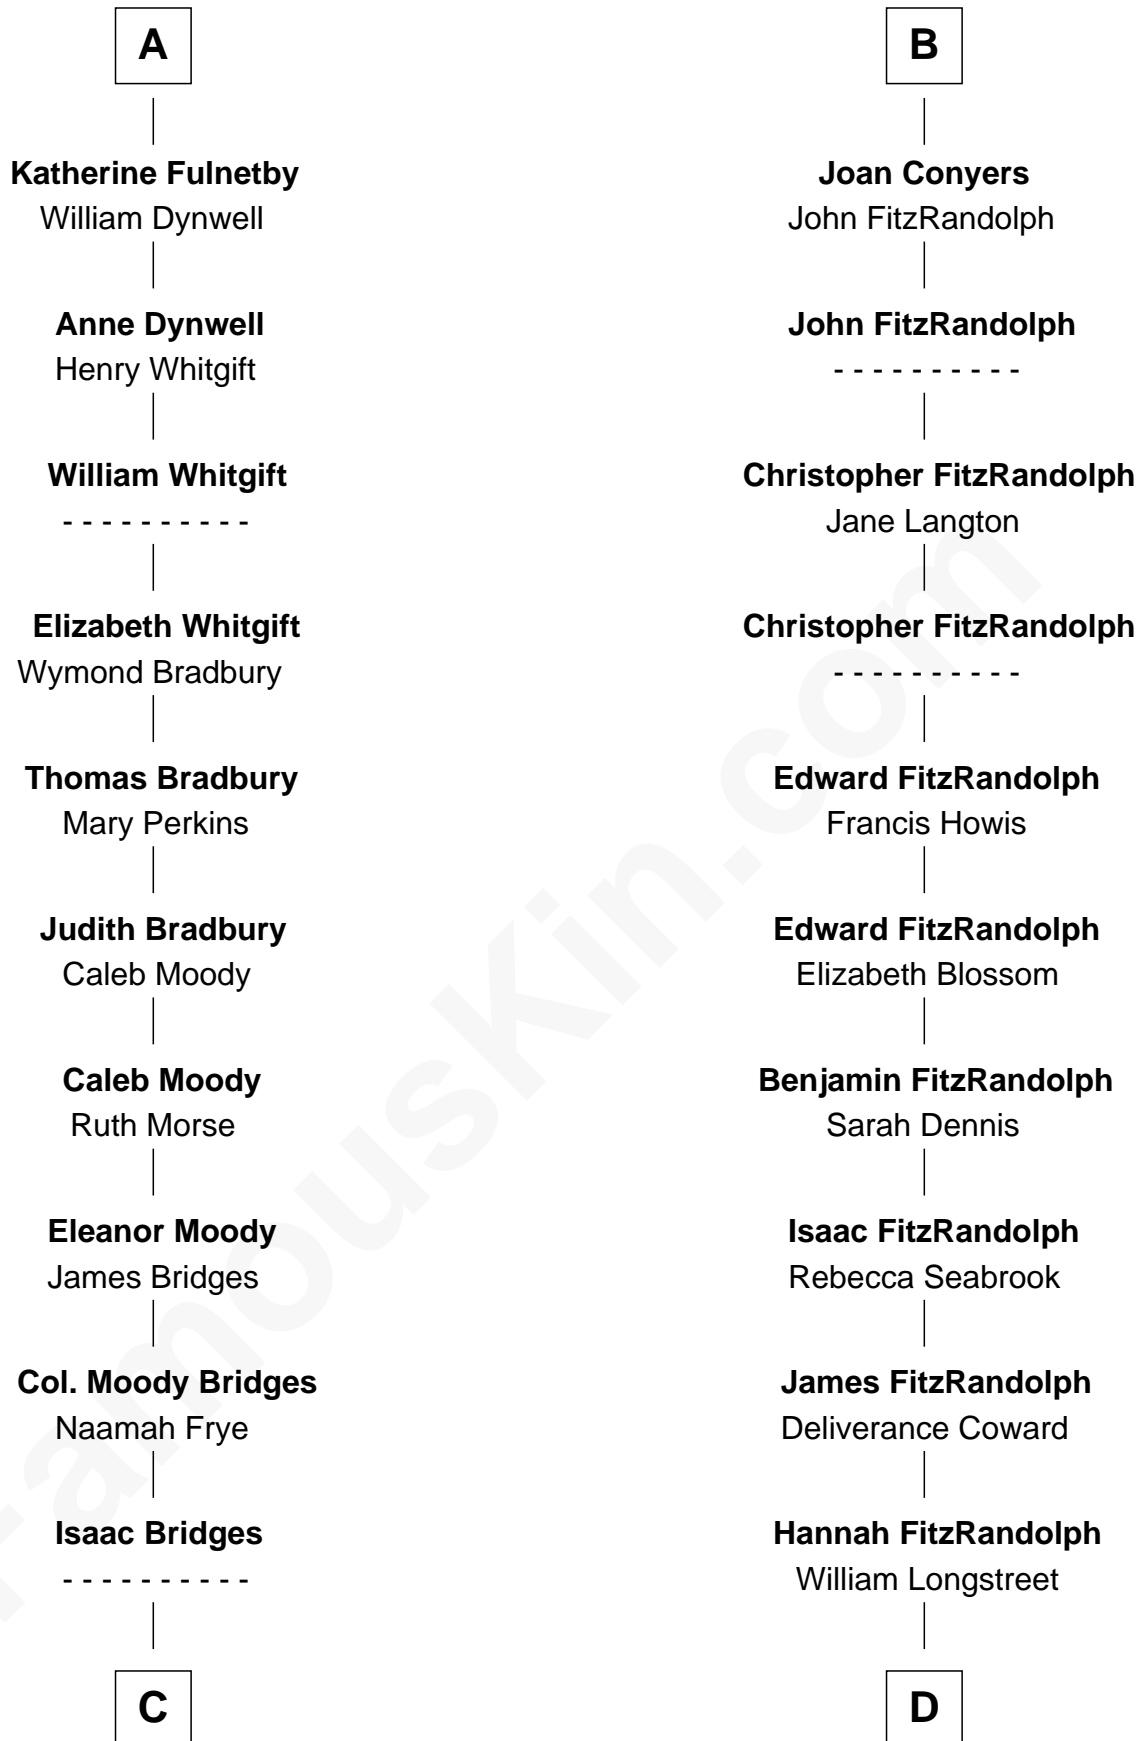 A
Katherine Fulnetby
William Dynwell
Anne Dynwell
Henry Whitgift
William Whitgift
- - - - - - - - - -
Elizabeth Whitgift
Wymond Bradbury
Thomas Bradbury
Mary Perkins
Judith Bradbury
Caleb Moody
Caleb Moody
Ruth Morse
Eleanor Moody
James Bridges
Col. Moody Bridges
Naamah Frye
Isaac Bridges
- - - - - - - - - -
C
B
Joan Conyers
John FitzRandolph
John FitzRandolph
- - - - - - - - - -
Christopher FitzRandolph
Jane Langton
Christopher FitzRandolph
- - - - - - - - - -
Edward FitzRandolph
Francis Howis
Edward FitzRandolph
Elizabeth Blossom
Benjamin FitzRandolph
Sarah Dennis
Isaac FitzRandolph
Rebecca Seabrook
James FitzRandolph
Deliverance Coward
Hannah FitzRandolph
William Longstreet
D
FamousKin.com